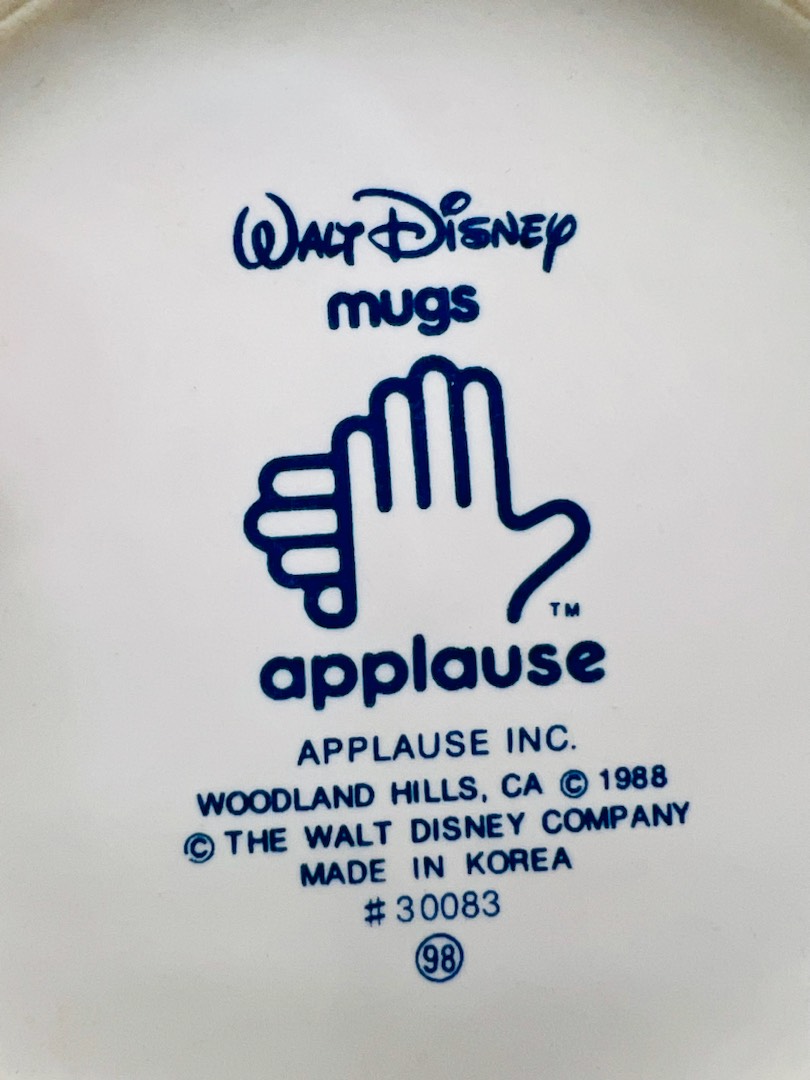 WALT DISNEY
mugs
TM
applause
APPLAUSE INC.
WOODLAND HILLS, CA © 1988
© THE WALT DISNEY COMPANY
MADE IN KOREA
# 30083
98